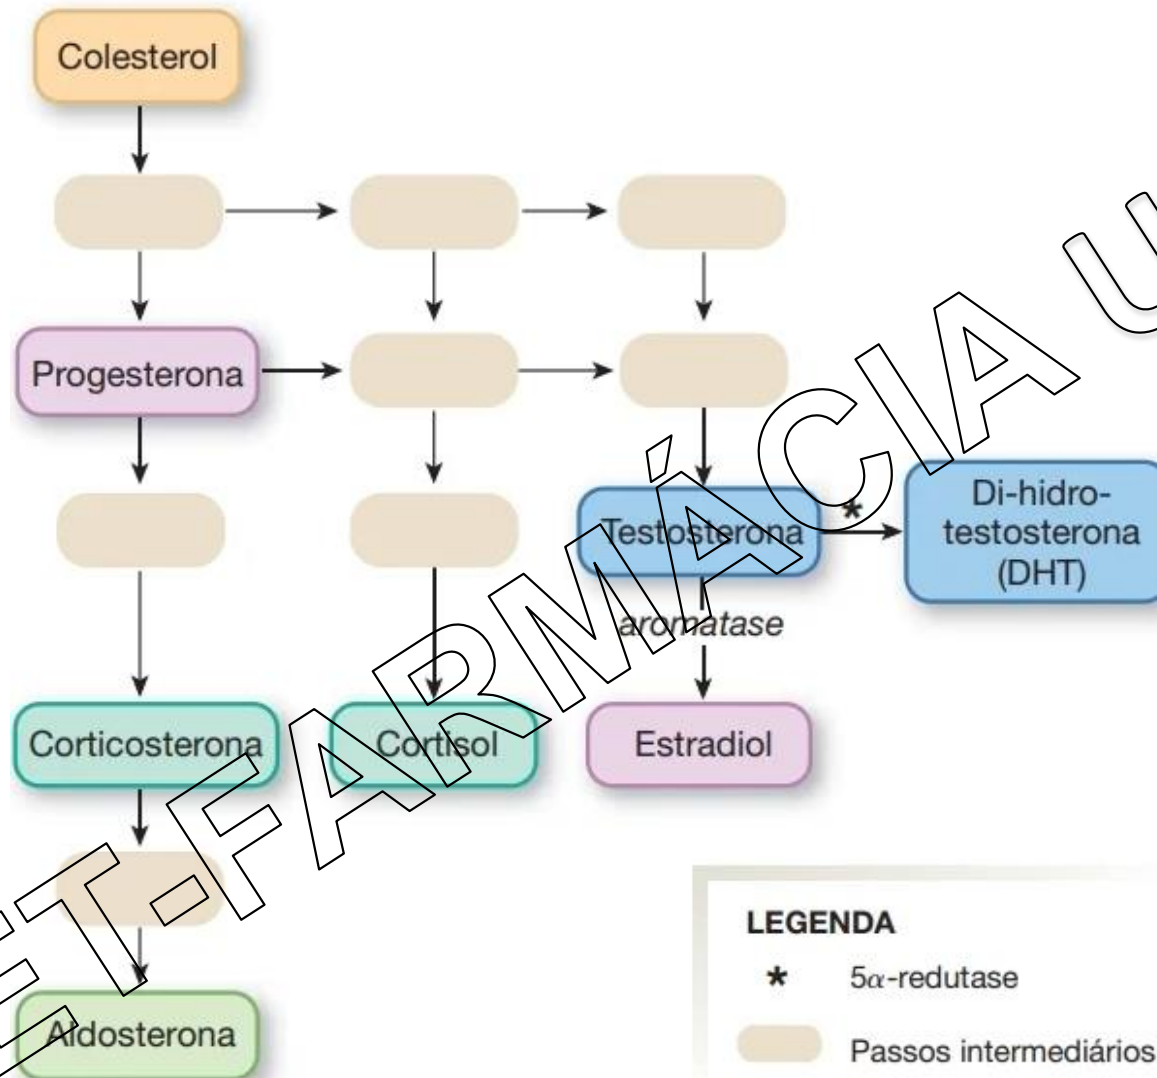 Colesterol
Progesterona
Testosterona
*
Di-hidro-
testosterona
(DHT)
aromatase
Corticosterona
Cortisol
Estradiol
Aldosterona
LEGENDA
* 5α-redutase
Passos intermediários
ET-FARMÁCIA U